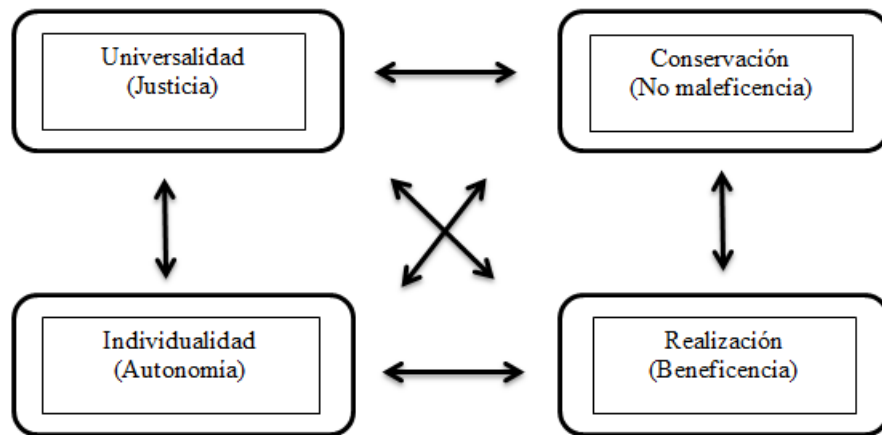 Universalidad
(Justicia)
Conservación
(No maleficencia)
Individualidad
(Autonomía)
Realización
(Beneficencia)